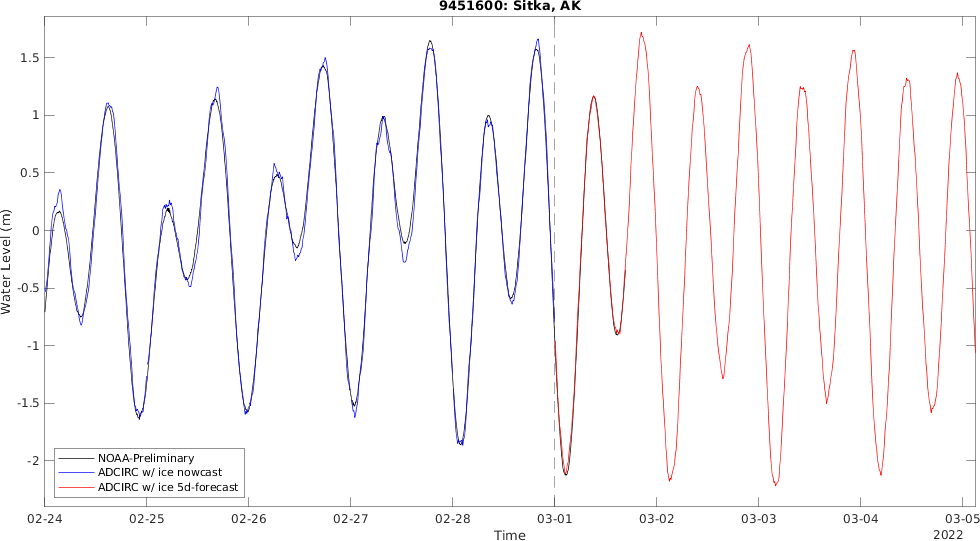 9451600: Sitka, AK
1.5
1
0.5
0
-0.5
-1
-1.5
-2
Water Level (m)
NOAA-Preliminary
ADCIRC w/ ice nowcast
ADCIRC w/ ice 5d-forecast
02-24 02-25 02-26 02-27 02-28 03-01 03-02 03-03 03-04 03-05
Time
2022